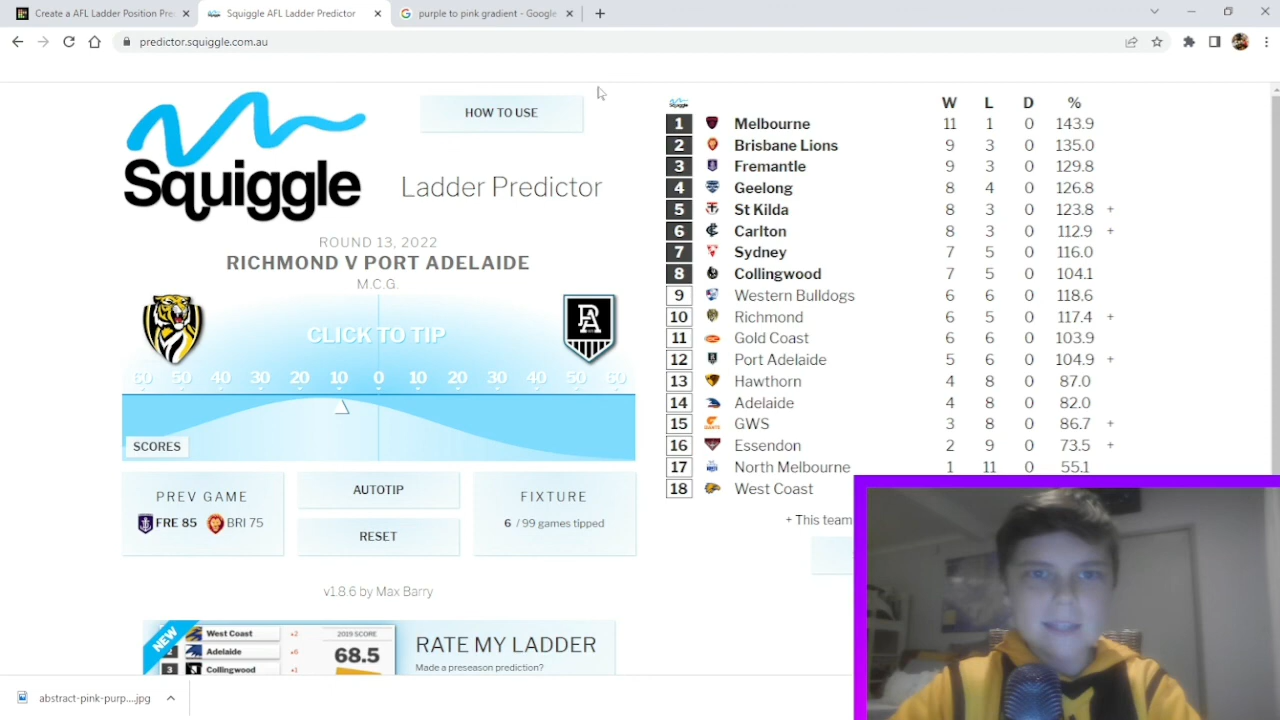 Create a AFL Ladder Position Pre
Squiggle AFL Ladder Predictor
purple to pink gradient - Google
predictor.squiggle.com.au
Squiggle
HOW TO USE
Ladder Predictor
ROUND 13, 2022
RICHMOND V PORT ADELAIDE
M.C.G.
CLICK TO TIP
60 50 40 30 20 10 0 10 20 30 40 50 60
SCORES
PREV GAME
FRE 85 BRI 75
AUTOTIP
RESET
FIXTURE
6 / 99 games tipped
v1.8.6 by Max Barry
NEW
West Coast +2
Adelaide +6
3 Collingwood +1
2019 SCORE
68.5
RATE MY LADDER
Made a preseason prediction?
W L D %
1 Melbourne 11 1 0 143.9
2 Brisbane Lions 9 3 0 135.0
3 Fremantle 9 3 0 129.8
4 Geelong 8 4 0 126.8
5 St Kilda 8 3 0 123.8 +
6 Carlton 8 3 0 112.9 +
7 Sydney 7 5 0 116.0
8 Collingwood 7 5 0 104.1
9 Western Bulldogs 6 6 0 118.6
10 Richmond 6 5 0 117.4 +
11 Gold Coast 6 6 0 103.9
12 Port Adelaide 5 6 0 104.9 +
13 Hawthorn 4 8 0 87.0
14 Adelaide 4 8 0 82.0
15 GWS 3 8 0 86.7 +
16 Essendon 2 9 0 73.5 +
17 North Melbourne 1 11 0 55.1
18 West Coast
+ This team
abstract-pink-purp....jpg